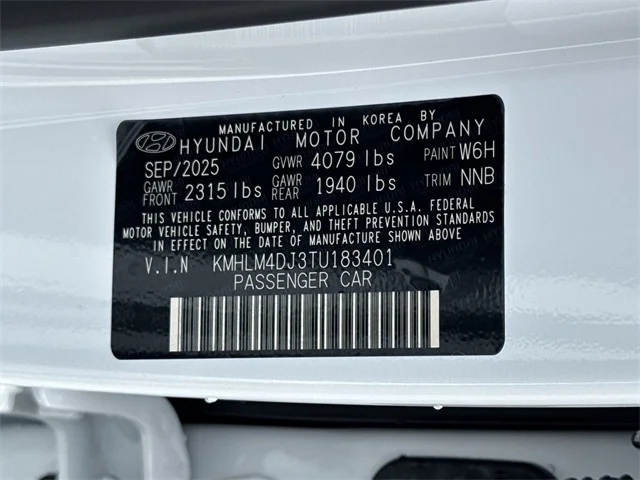 MANUFACTURED IN KOREA BY
HYUNDAI MOTOR COMPANY
SEP/2025 GVWR 4079 lbs PAINT W6H
GAWR FRONT 2315 lbs GAWR REAR 1940 lbs TRIM NNB
THIS VEHICLE CONFORMS TO ALL APPLICABLE U.S.A. FEDERAL
MOTOR VEHICLE SAFETY, BUMPER, AND THEFT PREVENTION STANDARDS
IN EFFECT ON THE DATE OF MANUFACTURE SHOWN ABOVE.
V.I.N KMHLM4DJ3TU183401
PASSENGER CAR